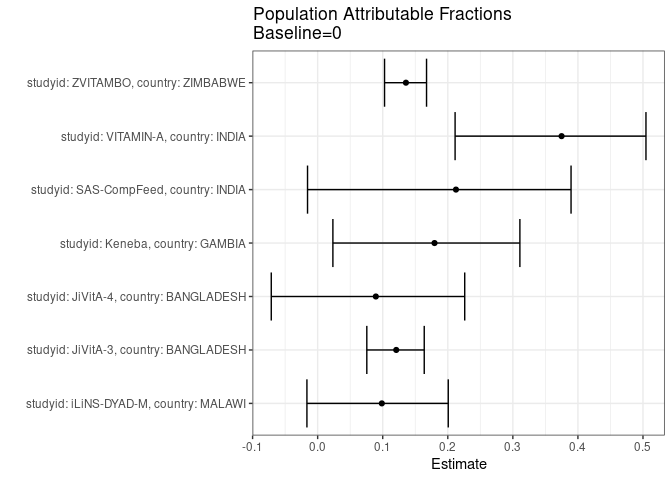 Population Attributable Fractions
Baseline=0
studyid: ZVITAMBO, country: ZIMBABWE
studyid: VITAMIN-A, country: INDIA
studyid: SAS-CompFeed, country: INDIA
studyid: Keneba, country: GAMBIA
studyid: JiVitA-4, country: BANGLADESH
studyid: JiVitA-3, country: BANGLADESH
studyid: iLiNS-DYAD-M, country: MALAWI
-0.1 0.0 0.1 0.2 0.3 0.4 0.5
Estimate